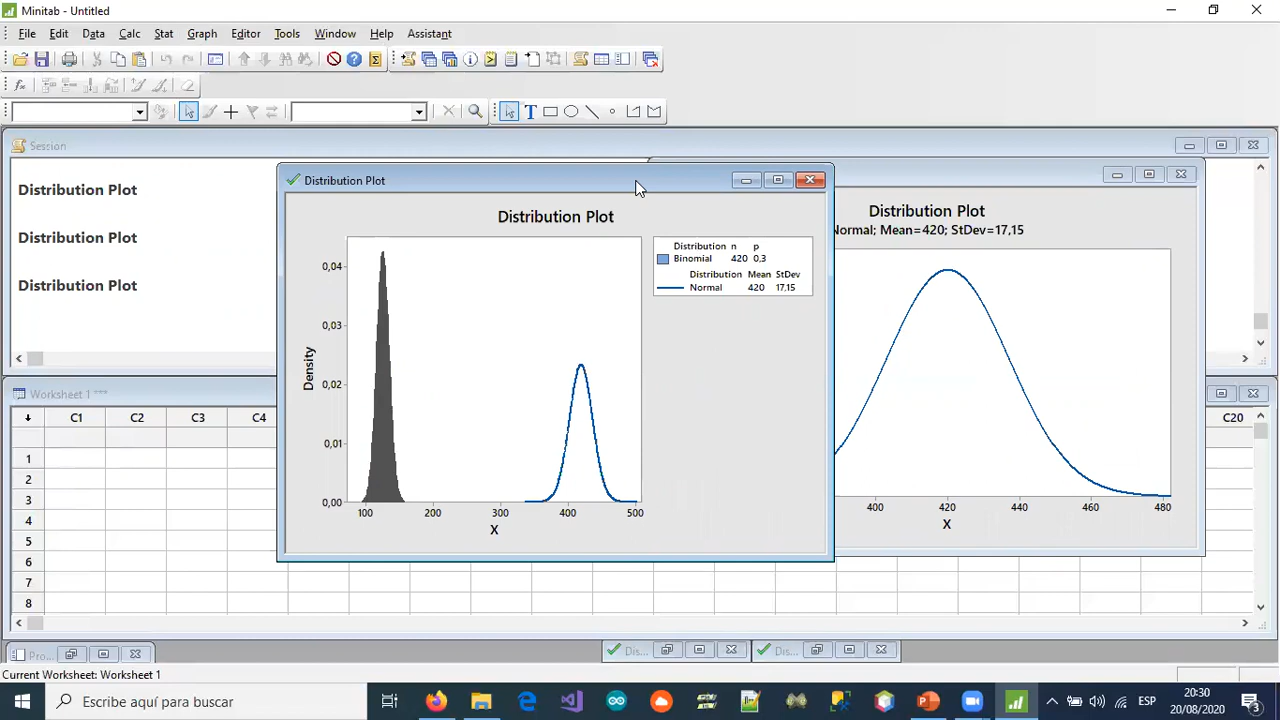 Minitab - Untitled
File Edit Data Calc Stat Graph Editor Tools Window Help Assistant
Session
Distribution Plot
Distribution Plot
Distribution Plot
Distribution Plot
Distribution Plot
Distribution n p
Binomial 420 0,3
Distribution Mean StDev
Normal 420 17,15
0,04
0,03
0,02
0,01
0,00
Density
100 200 300 400 500
X
Distribution Plot
Normal; Mean=420; StDev=17,15
400 420 440 460 480
X
Worksheet 1 ***
C1 C2 C3 C4 C20
1
2
3
4
5
6
7
8
Pro... Dis... Dis...
Current Worksheet: Worksheet 1
Escribe aquí para buscar
ESP
20:30
20/08/2020
3